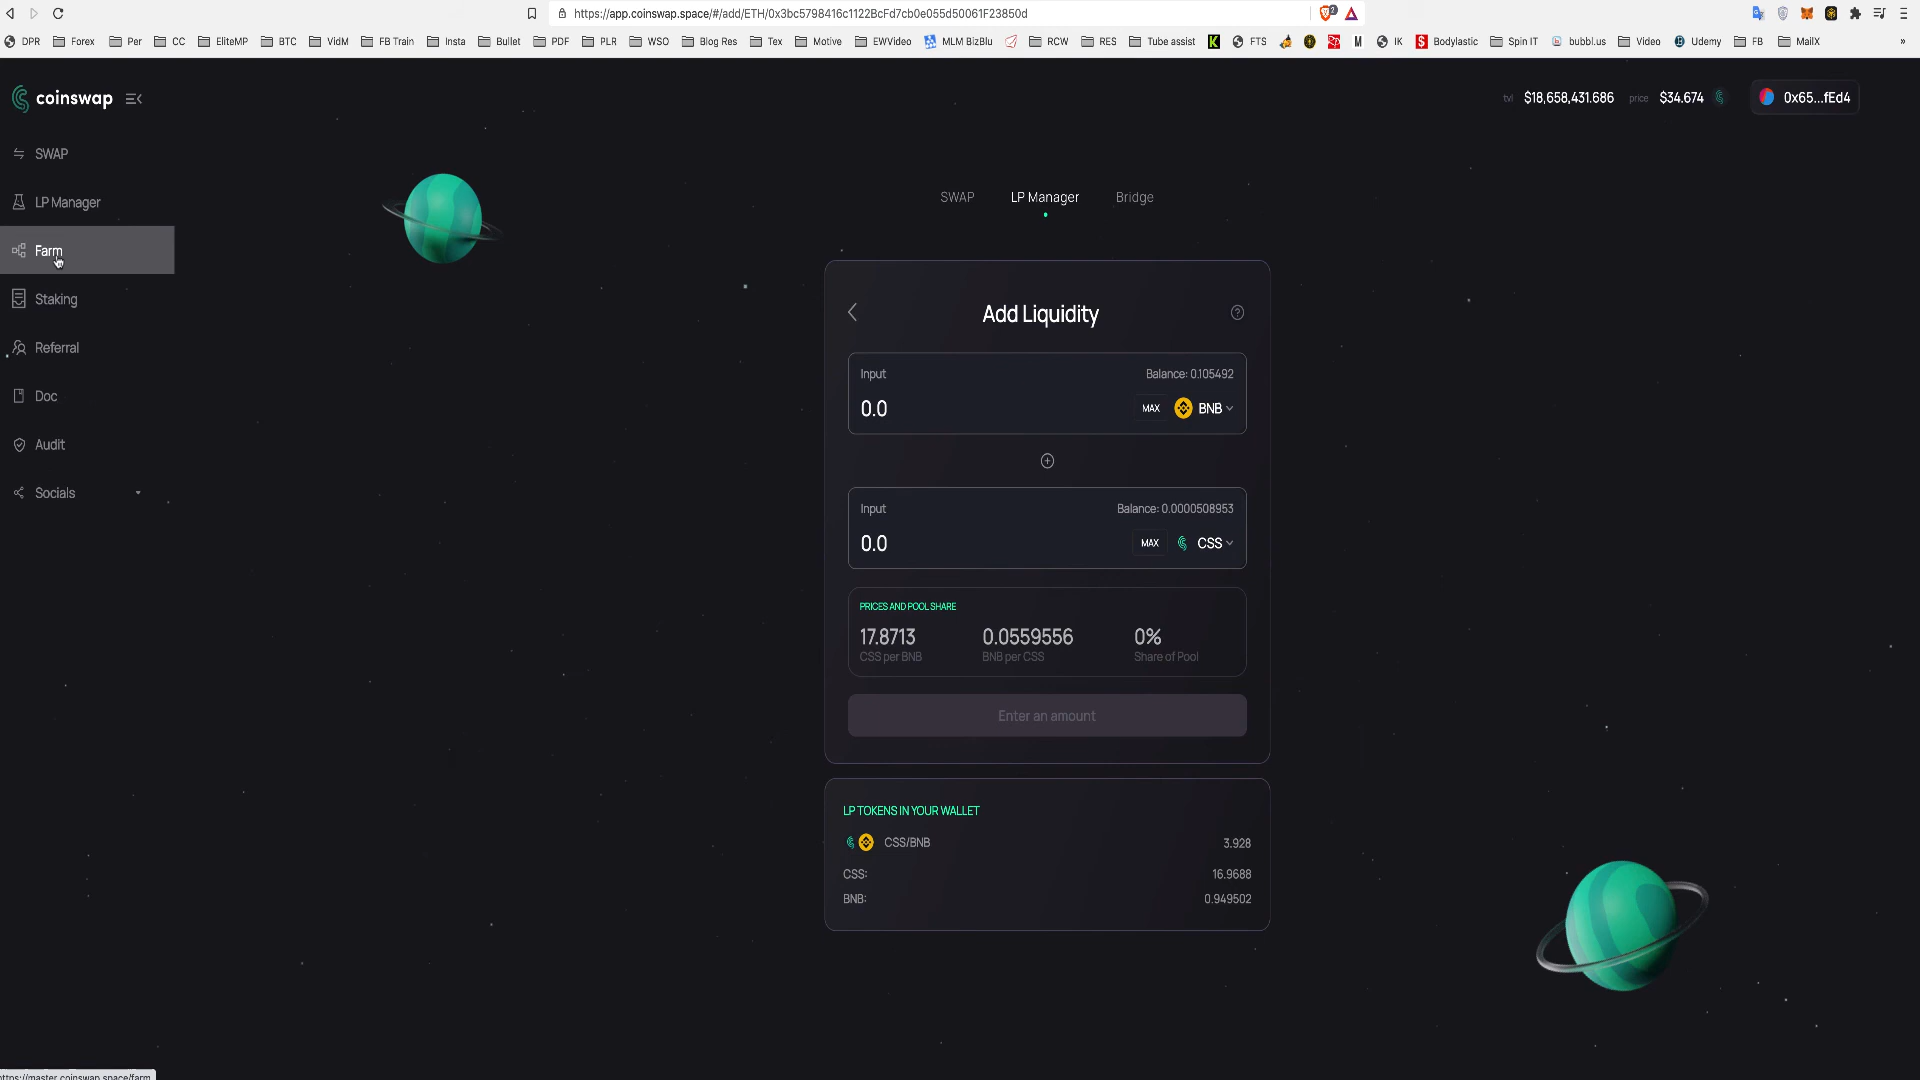 https://app.coinswap.space/#/add/ETH/0x3bc5798416c1122BcFd7cb0e055d50061F23850d
2
DPR Forex Per CC EliteMP BTC VidM FB Train Insta Bullet PDF PLR WSO Blog Res Tex Motive EWVideo MLM BizBlu RCW RES Tube assist K FTS M IK $ Bodylastic Spin IT bubbl.us Video Udemy FB MailX »
coinswap
tvl $18,658,431.686 price $34.674 0x65...fEd4
SWAP
LP Manager
Farm
Staking
Referral
Doc
Audit
Socials
SWAP LP Manager Bridge
Add Liquidity ?
Input Balance: 0.105492
0.0 MAX BNB
Input Balance: 0.0000508953
0.0 MAX CSS
PRICES AND POOL SHARE
17.8713 0.0559556 0%
CSS per BNB BNB per CSS Share of Pool
Enter an amount
LP TOKENS IN YOUR WALLET
CSS/BNB 3.928
CSS: 16.9688
BNB: 0.949502
https://master.coinswap.space/farm